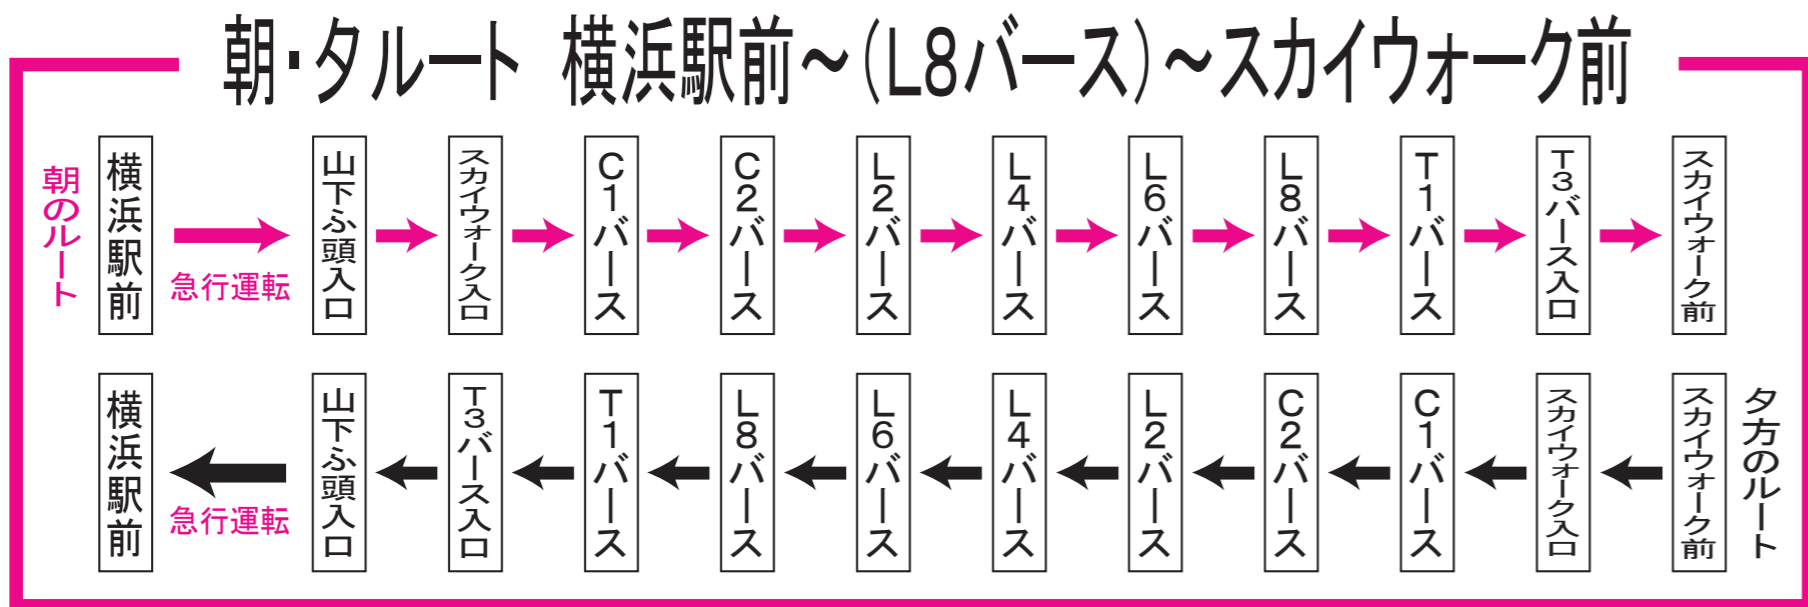 朝・夕ルート 横浜駅前～(L8バース)～スカイウォーク前
朝のルート
横浜駅前
急行運転
山下ふ頭入口
スカイウォーク入口
C1バース
C2バース
L2バース
L4バース
L6バース
L8バース
T1バース
T3バース入口
スカイウォーク前
夕方のルート
スカイウォーク前
スカイウォーク入口
C1バース
C2バース
L2バース
L4バース
L6バース
L8バース
T1バース
T3バース入口
山下ふ頭入口
急行運転
横浜駅前